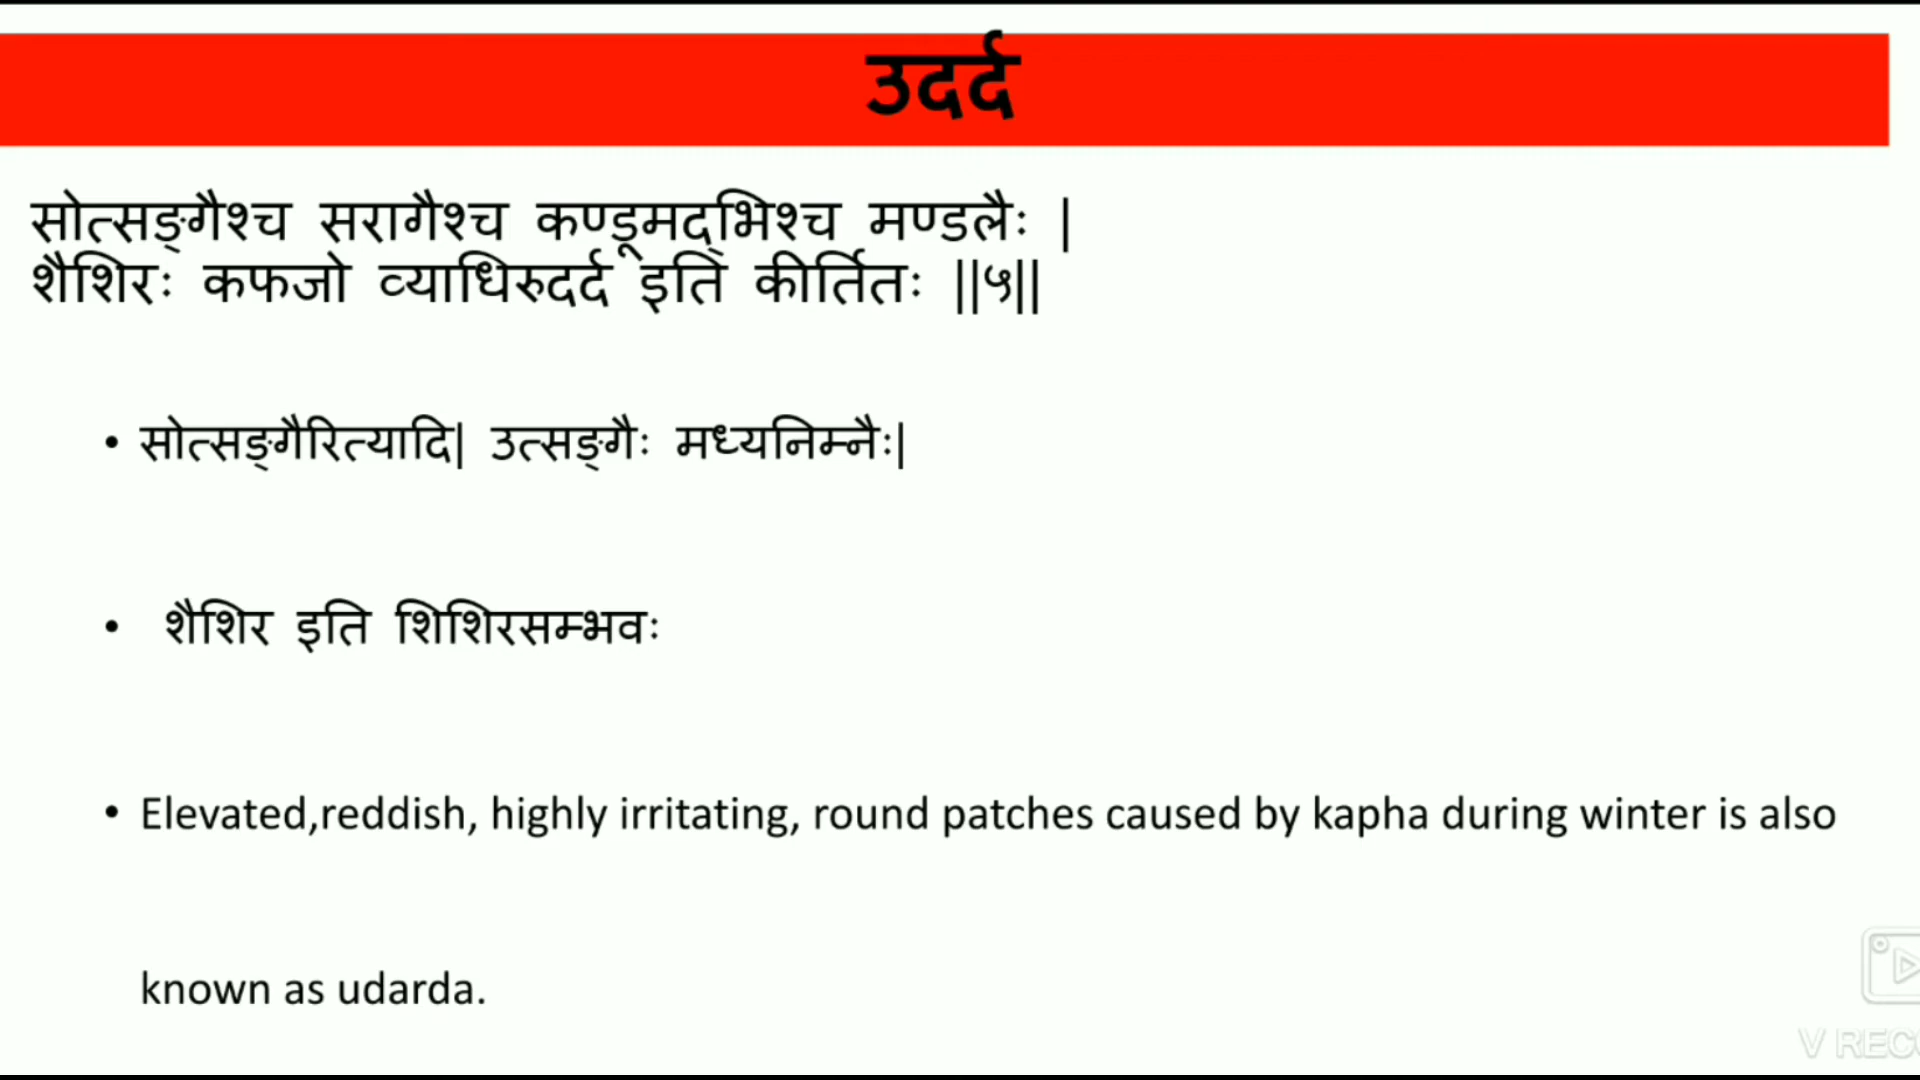 उदर्द
सोत्सङ्गैश्च सरागैश्च कण्डूमद्भिश्च मण्डलैः |
शैशिरः कफजो व्याधिरुदर्द इति कीर्तितः ||५||
• सोत्सङ्गैरित्यादि| उत्सङ्गैः मध्यनिम्नैः|
• शैशिर इति शिशिरसम्भवः
• Elevated,reddish, highly irritating, round patches caused by kapha during winter is also
known as udarda.